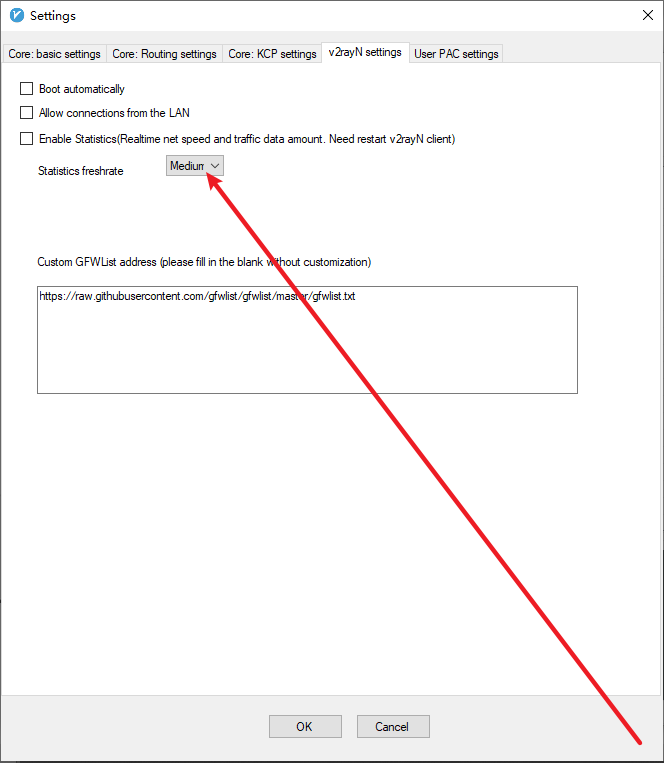 Settings
Core: basic settings Core: Routing settings Core: KCP settings v2rayN settings User PAC settings
Boot automatically
Allow connections from the LAN
Enable Statistics(Realtime net speed and traffic data amount. Need restart v2rayN client)
Statistics freshrate Medium
Custom GFWList address (please fill in the blank without customization)
https://raw.githubusercontent.com/gfwlist/gfwlist/master/gfwlist.txt
OK Cancel